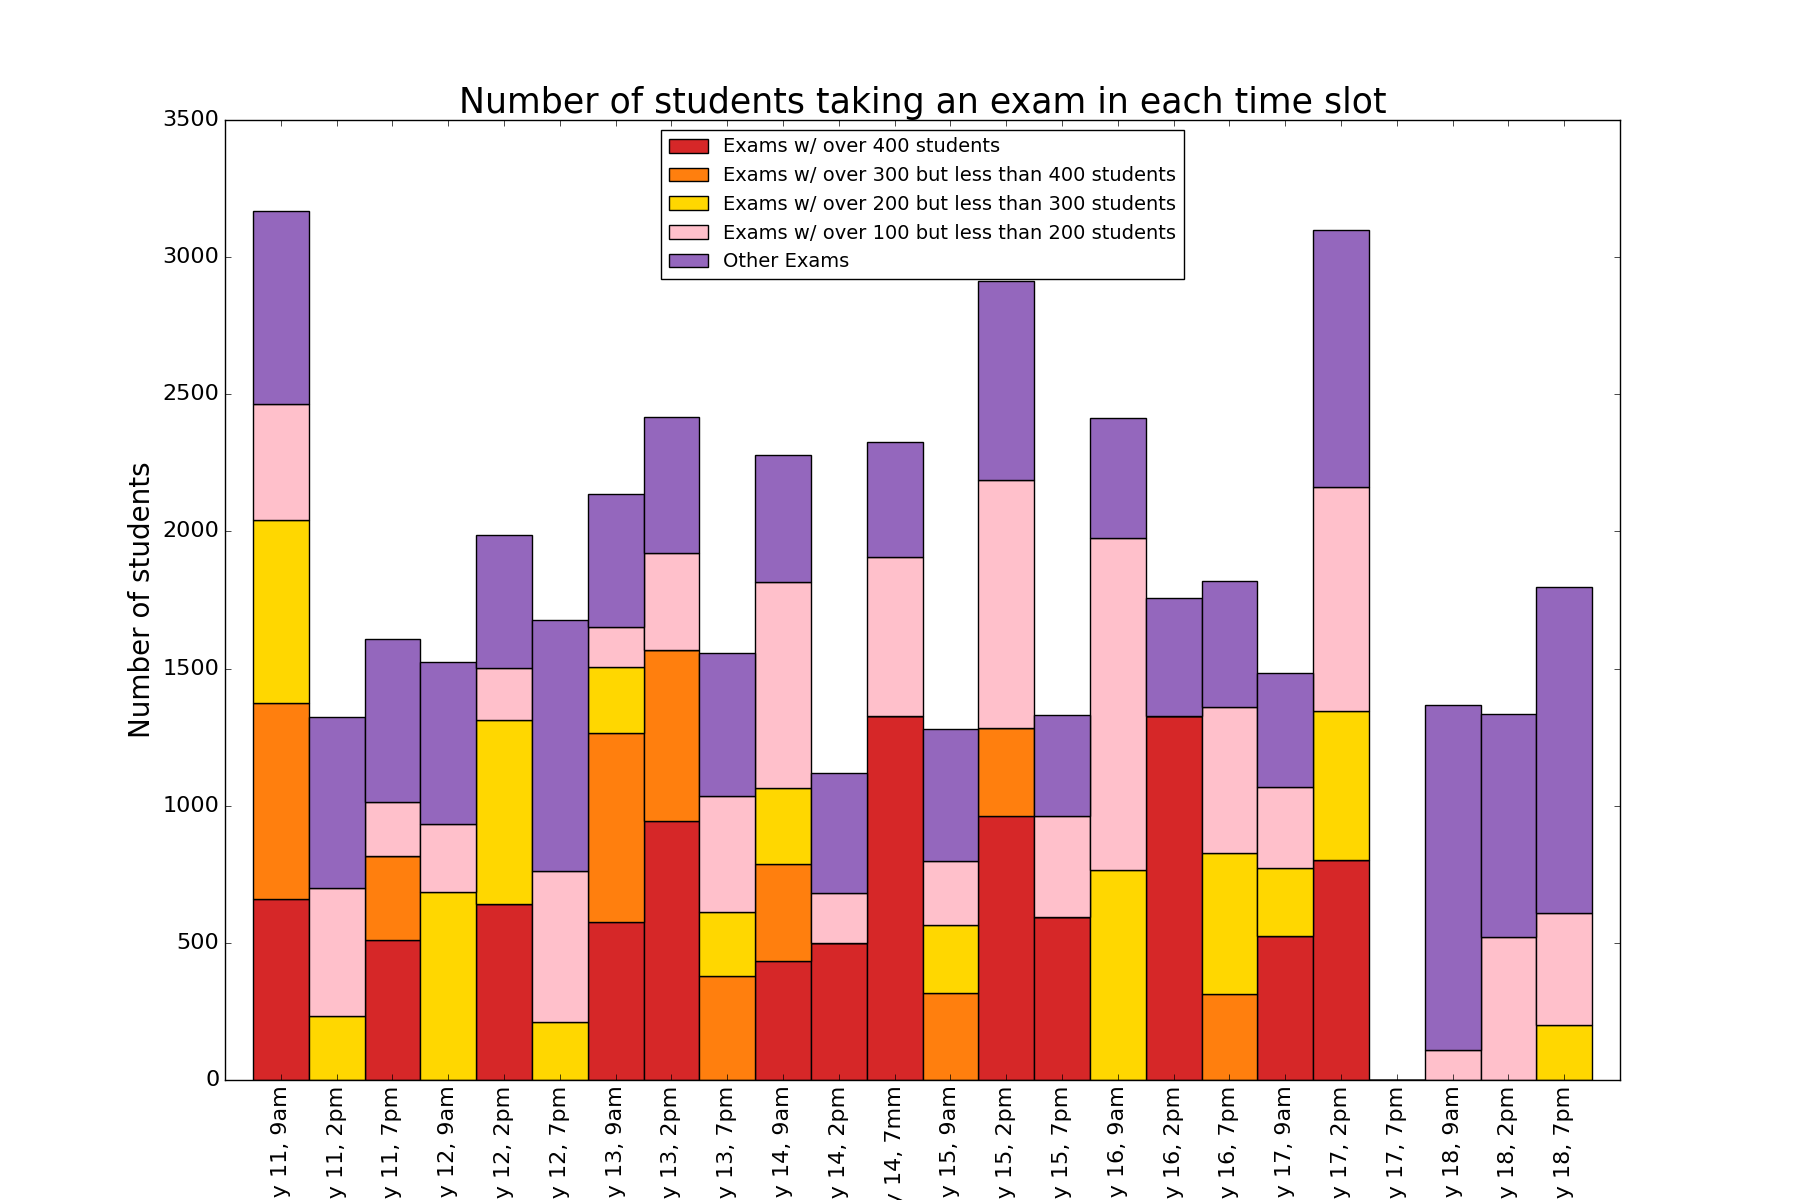 Number of students taking an exam in each time slot
Exams w/ over 400 students
Exams w/ over 300 but less than 400 students
Exams w/ over 200 but less than 300 students
Exams w/ over 100 but less than 200 students
Other Exams
Number of students
3500
3000
2500
2000
1500
1000
500
0
y 11, 9am
y 11, 2pm
y 11, 7pm
y 12, 9am
y 12, 2pm
y 12, 7pm
y 13, 9am
y 13, 2pm
y 13, 7pm
y 14, 9am
y 14, 2pm
y 14, 7mm
y 15, 9am
y 15, 2pm
y 15, 7pm
y 16, 9am
y 16, 2pm
y 16, 7pm
y 17, 9am
y 17, 2pm
y 17, 7pm
y 18, 9am
y 18, 2pm
y 18, 7pm